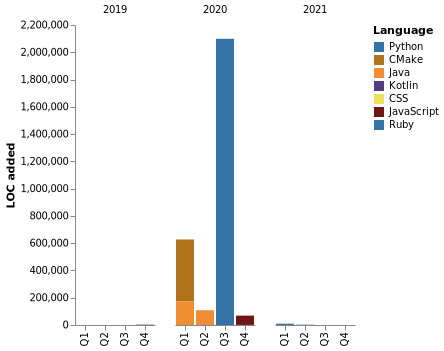 2019 2020 2021
LOC added
2,200,000
2,000,000
1,800,000
1,600,000
1,400,000
1,200,000
1,000,000
800,000
600,000
400,000
200,000
0
Q1 Q2 Q3 Q4 Q1 Q2 Q3 Q4 Q1 Q2 Q3 Q4
Language
Python
CMake
Java
Kotlin
CSS
JavaScript
Ruby